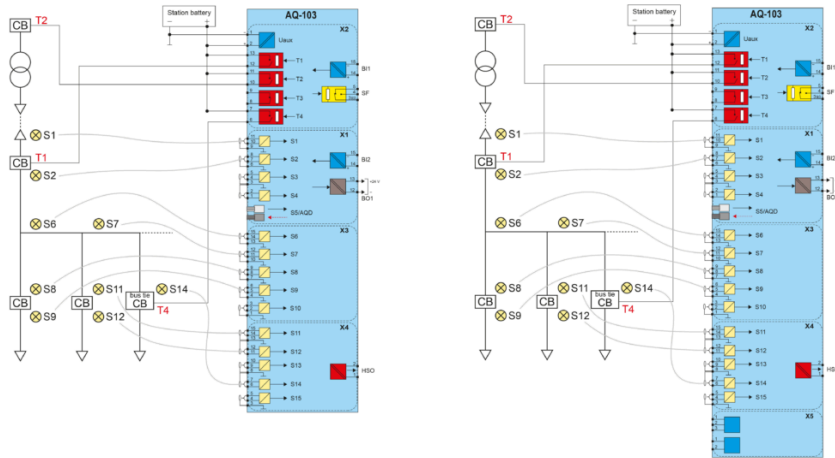 Station battery
AQ-103
CB
T2
X2
Uaux
T1
T2
T3
T4
BI1
SF
S1
CB
T1
S2
X1
S1
S2
S3
S4
S5/AQD
BI2
BO1
S6
S7
X3
S6
S7
S8
S9
S10
S8
S11
S14
CB
CB
bus tie
CB
S9
S12
T4
X4
S11
S12
S13
S14
S15
HSO
Station battery
AQ-103
CB
T2
X2
Uaux
T1
T2
T3
T4
BI1
SF
S1
CB
T1
S2
X1
S1
S2
S3
S4
S5/AQD
BI2
BO
S6
S7
X3
S6
S7
S8
S9
S10
S8
S11
S14
CB
CB
bus tie
CB
S9
S12
T4
X4
S11
S12
S13
S14
S15
HS
X5